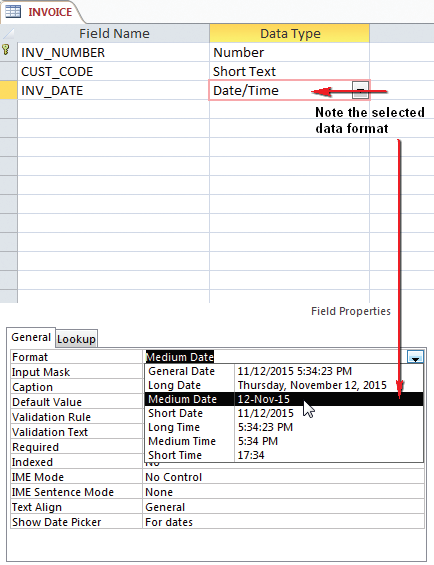 INVOICE
Field Name Data Type
INV_NUMBER Number
CUST_CODE Short Text
INV_DATE Date/Time
Note the selected
data format
Field Properties
General Lookup
Format Medium Date
Input Mask General Date 11/12/2015 5:34:23 PM
Caption Long Date Thursday, November 12, 2015
Default Value Medium Date 12-Nov-15
Validation Rule Short Date 11/12/2015
Validation Text Long Time 5:34:23 PM
Required Medium Time 5:34 PM
Indexed Short Time 17:34
IME Mode No Control
IME Sentence Mode None
Text Align General
Show Date Picker For dates